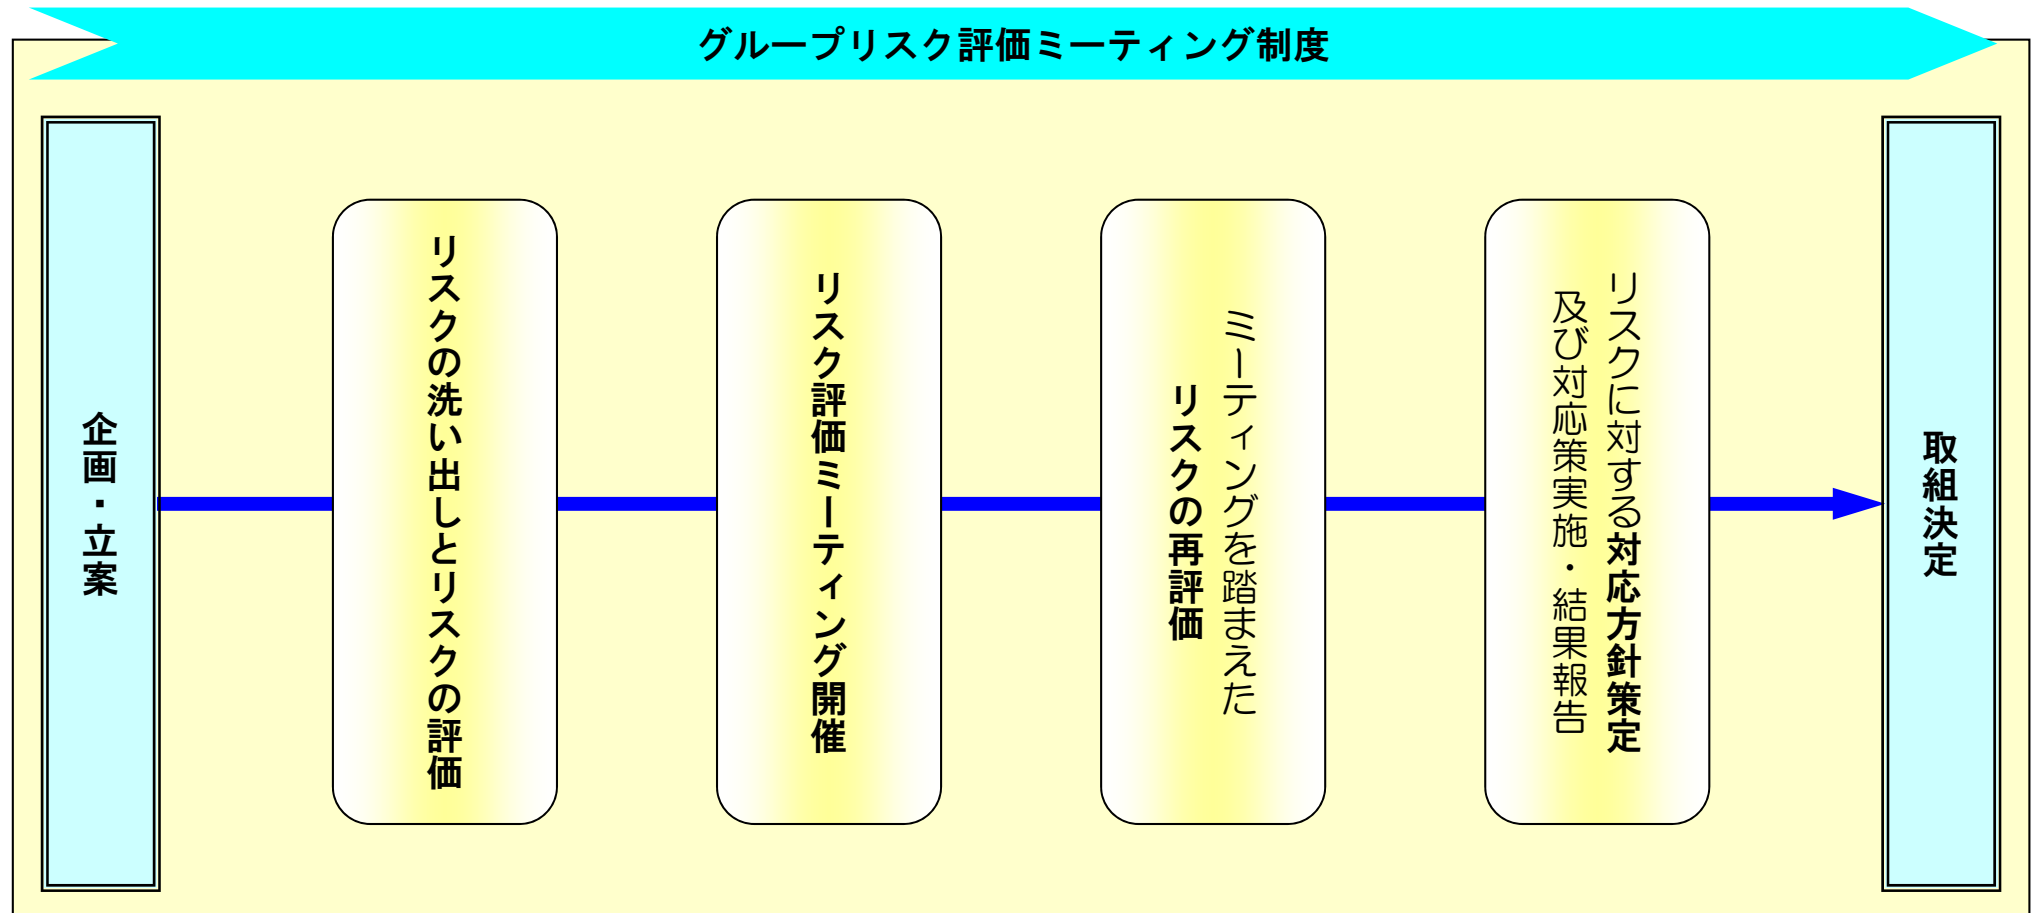 グループリスク評価ミーティング制度
企画・立案
リスクの洗い出しとリスクの評価
リスク評価ミーティング開催
ミーティングを踏まえた
リスクの再評価
リスクに対する対応方針策定
及び対応策実施・結果報告
取組決定